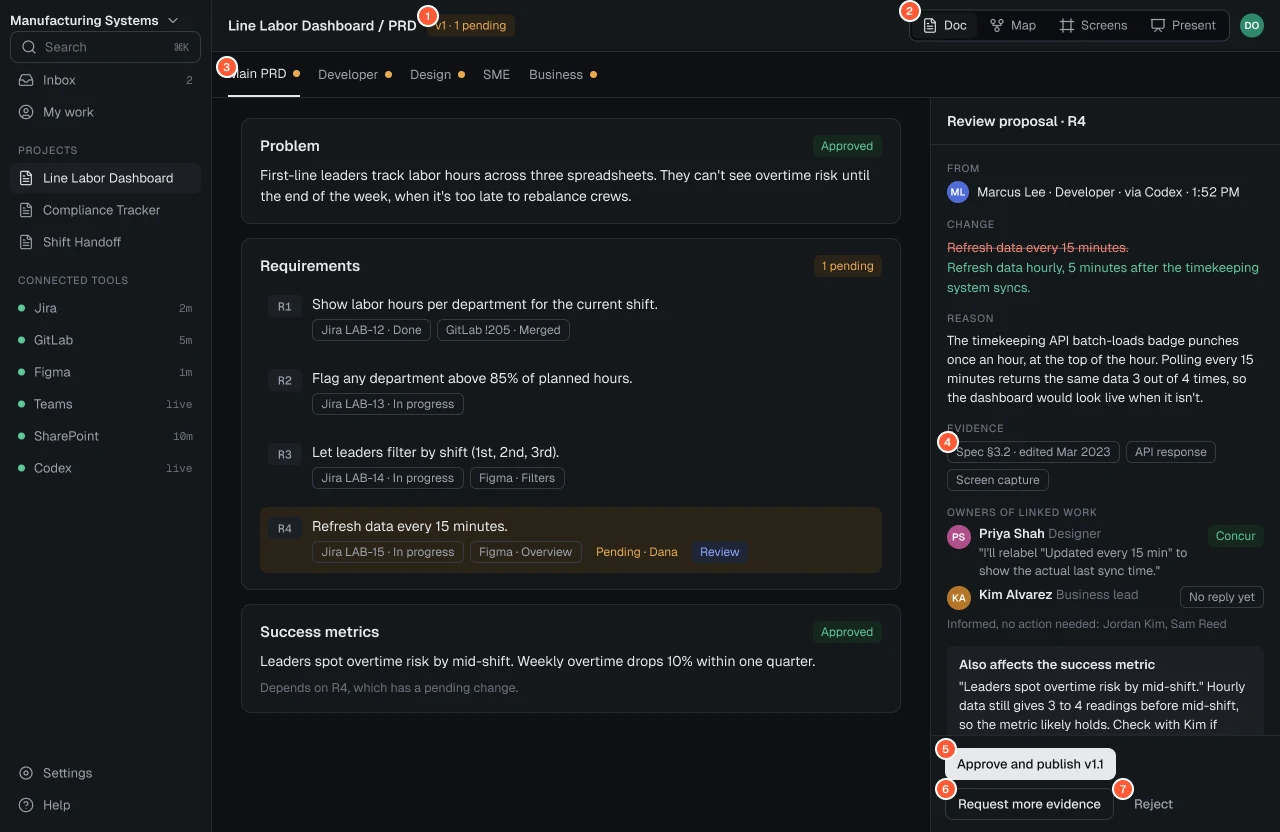 Manufacturing Systems
Search ⌘K
Inbox 2
My work
PROJECTS
Line Labor Dashboard
Compliance Tracker
Shift Handoff
CONNECTED TOOLS
Jira 2m
GitLab 5m
Figma 1m
Teams live
SharePoint 10m
Codex live
Settings
Help
Line Labor Dashboard / PRD
1
v1 · 1 pending
2
Doc Map Screens Present DO
3
Main PRD Developer Design SME Business
Problem Approved
First-line leaders track labor hours across three spreadsheets. They can't see overtime risk until
the end of the week, when it's too late to rebalance crews.
Requirements 1 pending
R1 Show labor hours per department for the current shift.
Jira LAB-12 · Done GitLab !205 · Merged
R2 Flag any department above 85% of planned hours.
Jira LAB-13 · In progress
R3 Let leaders filter by shift (1st, 2nd, 3rd).
Jira LAB-14 · In progress Figma · Filters
R4 Refresh data every 15 minutes.
Jira LAB-15 · In progress Figma · Overview Pending · Dana Review
Success metrics Approved
Leaders spot overtime risk by mid-shift. Weekly overtime drops 10% within one quarter.
Depends on R4, which has a pending change.
Review proposal · R4
FROM
ML Marcus Lee · Developer · via Codex · 1:52 PM
CHANGE
Refresh data every 15 minutes.
Refresh data hourly, 5 minutes after the timekeeping
system syncs.
REASON
The timekeeping API batch-loads badge punches
once an hour, at the top of the hour. Polling every 15
minutes returns the same data 3 out of 4 times, so
the dashboard would look live when it isn't.
EVIDENCE
4
Spec §3.2 · edited Mar 2023 API response
Screen capture
OWNERS OF LINKED WORK
PS Priya Shah Designer Concur
"I'll relabel "Updated every 15 min" to
show the actual last sync time."
KA Kim Alvarez Business lead No reply yet
Informed, no action needed: Jordan Kim, Sam Reed
Also affects the success metric
"Leaders spot overtime risk by mid-shift." Hourly
data still gives 3 to 4 readings before mid-shift,
so the metric likely holds. Check with Kim if
5
Approve and publish v1.1
6
Request more evidence
7
Reject